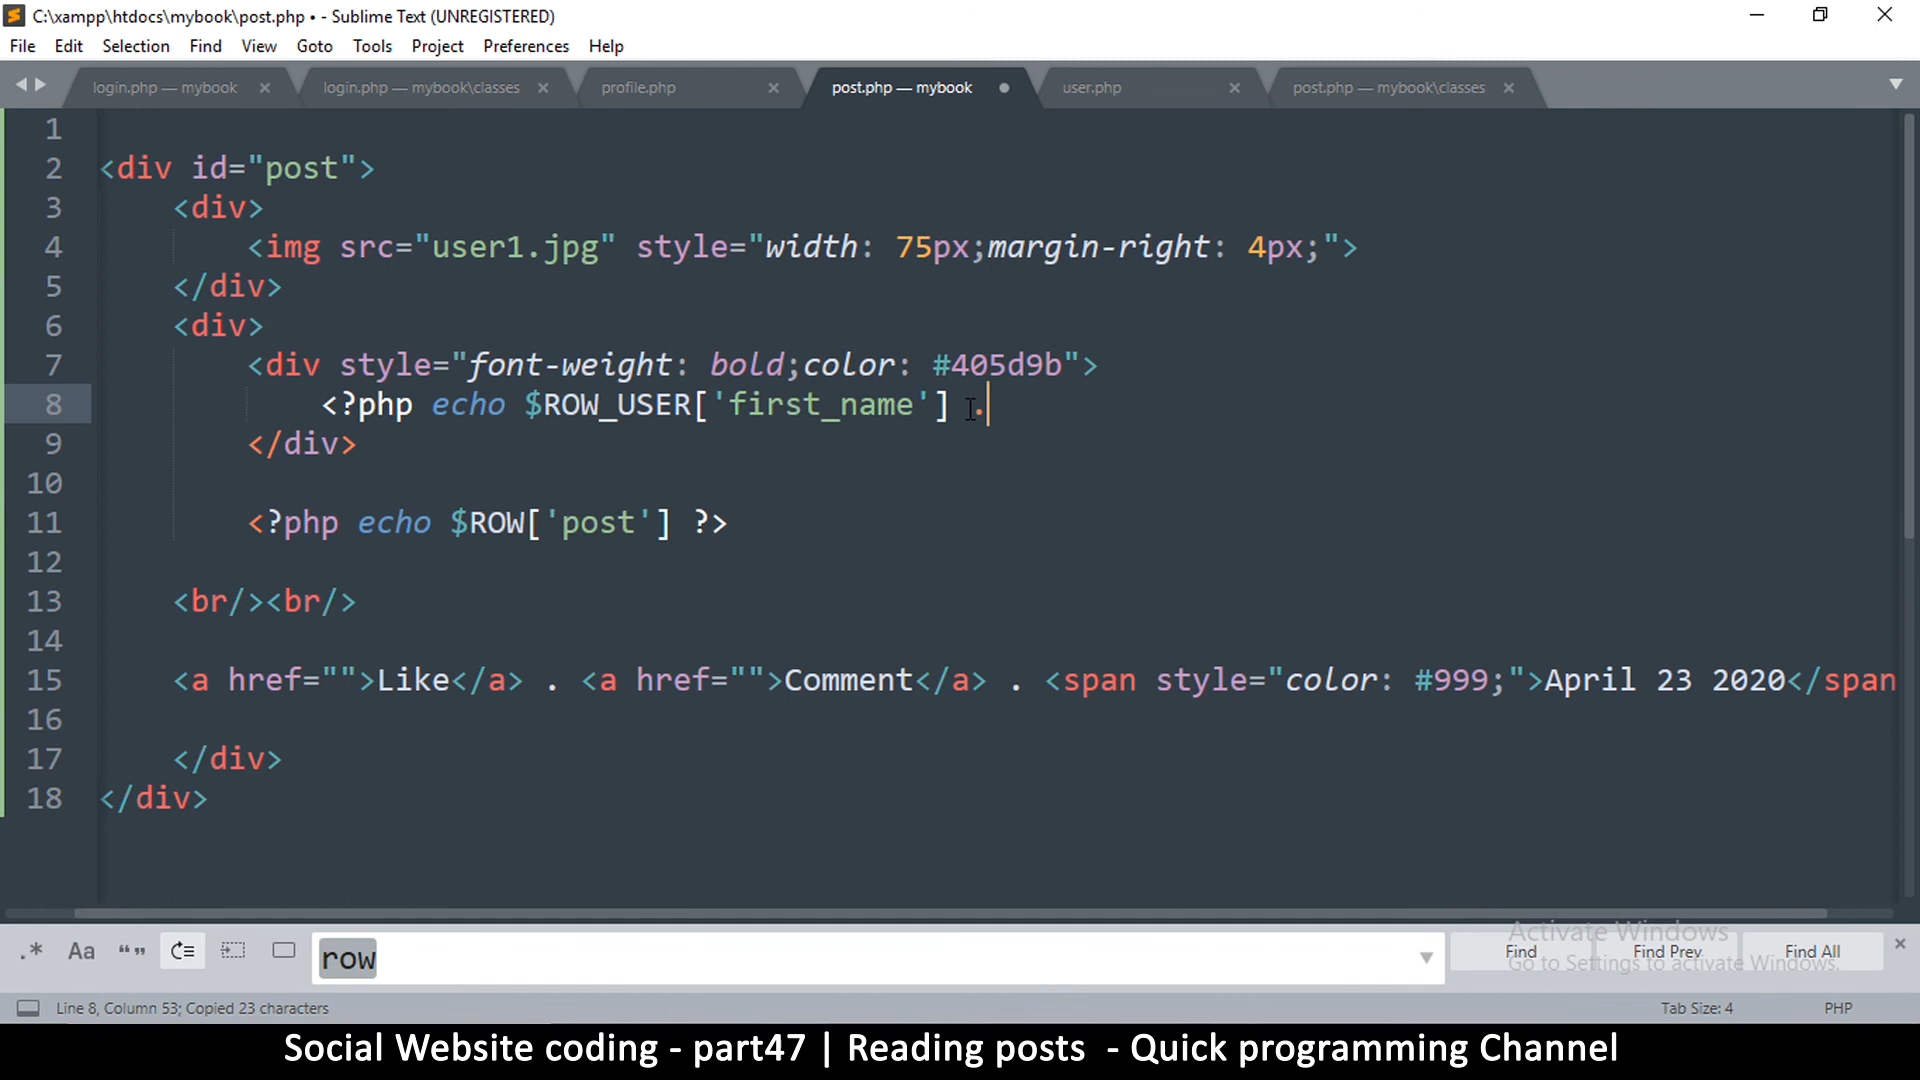 C:\xampp\htdocs\mybook\post.php • - Sublime Text (UNREGISTERED)
File Edit Selection Find View Goto Tools Project Preferences Help
login.php — mybook login.php — mybook\classes profile.php post.php — mybook user.php post.php — mybook\classes
1
2 <div id="post">
3 <div>
4 <img src="user1.jpg" style="width: 75px;margin-right: 4px;">
5 </div>
6 <div>
7 <div style="font-weight: bold;color: #405d9b">
8 <?php echo $ROW_USER['first_name'] .
9 </div>
10
11 <?php echo $ROW['post'] ?>
12
13 <br/><br/>
14
15 <a href="">Like</a> . <a href="">Comment</a> . <span style="color: #999;">April 23 2020</span
16
17 </div>
18 </div>
.* Aa “ ” row Find Find Prev Find All
Activate Windows
Go to Settings to activate Windows.
Line 8, Column 53; Copied 23 characters Tab Size: 4 PHP
Social Website coding - part47 | Reading posts - Quick programming Channel